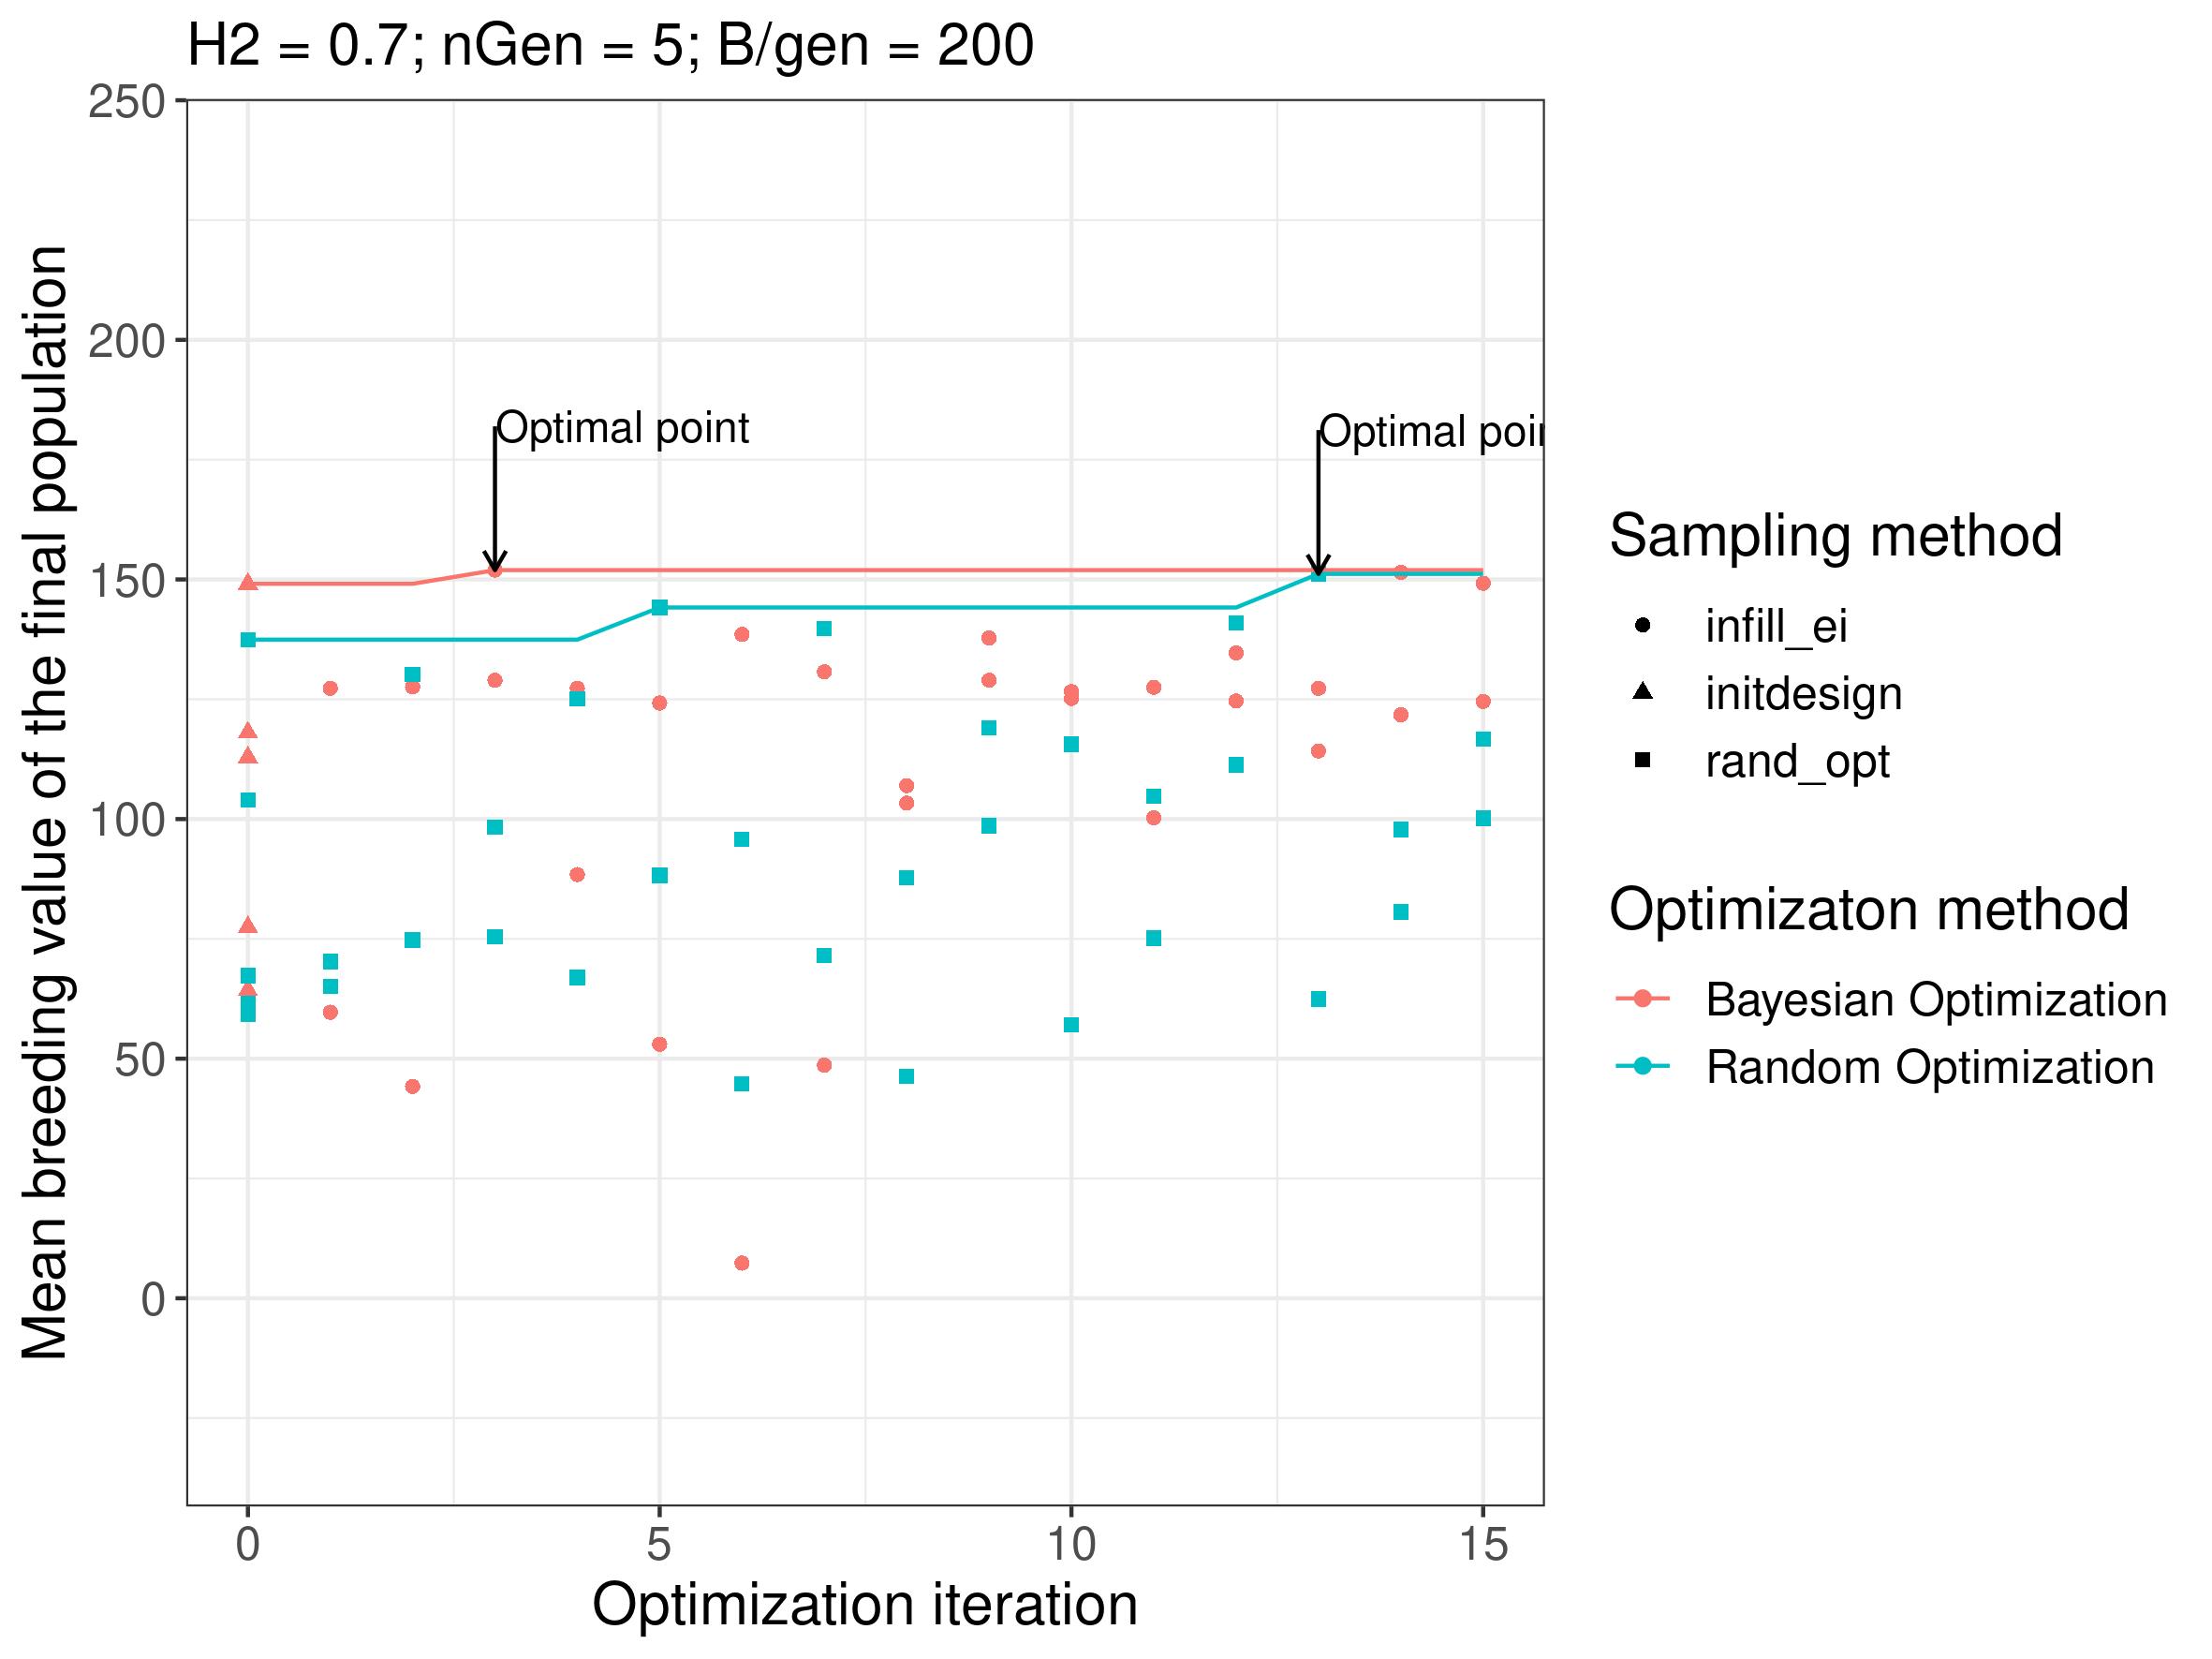 H2 = 0.7; nGen = 5; B/gen = 200
250
200
150
100
50
0
Mean breeding value of the final population
Optimal point
Optimal poin
0
5
10
15
Optimization iteration
Sampling method
infill_ei
initdesign
rand_opt
Optimizaton method
Bayesian Optimization
Random Optimization